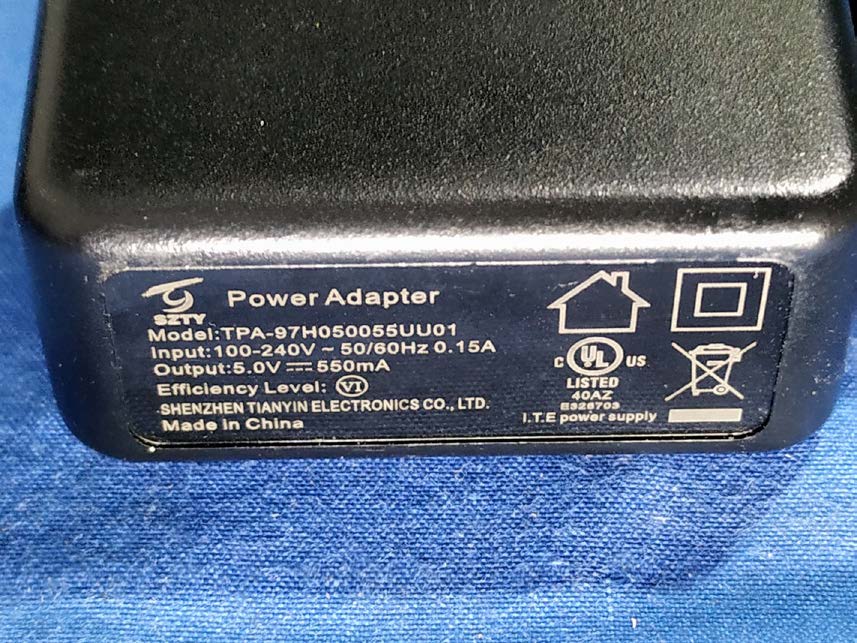 SZTY
Power Adapter
Model:TPA-97H050055UU01
Input:100-240V ~ 50/60Hz 0.15A
Output:5.0V ⎓ 550mA
Efficiency Level: VI
SHENZHEN TIANYIN ELECTRONICS CO., LTD.
Made in China
C UL US
LISTED
40AZ
E326703
I.T.E power supply